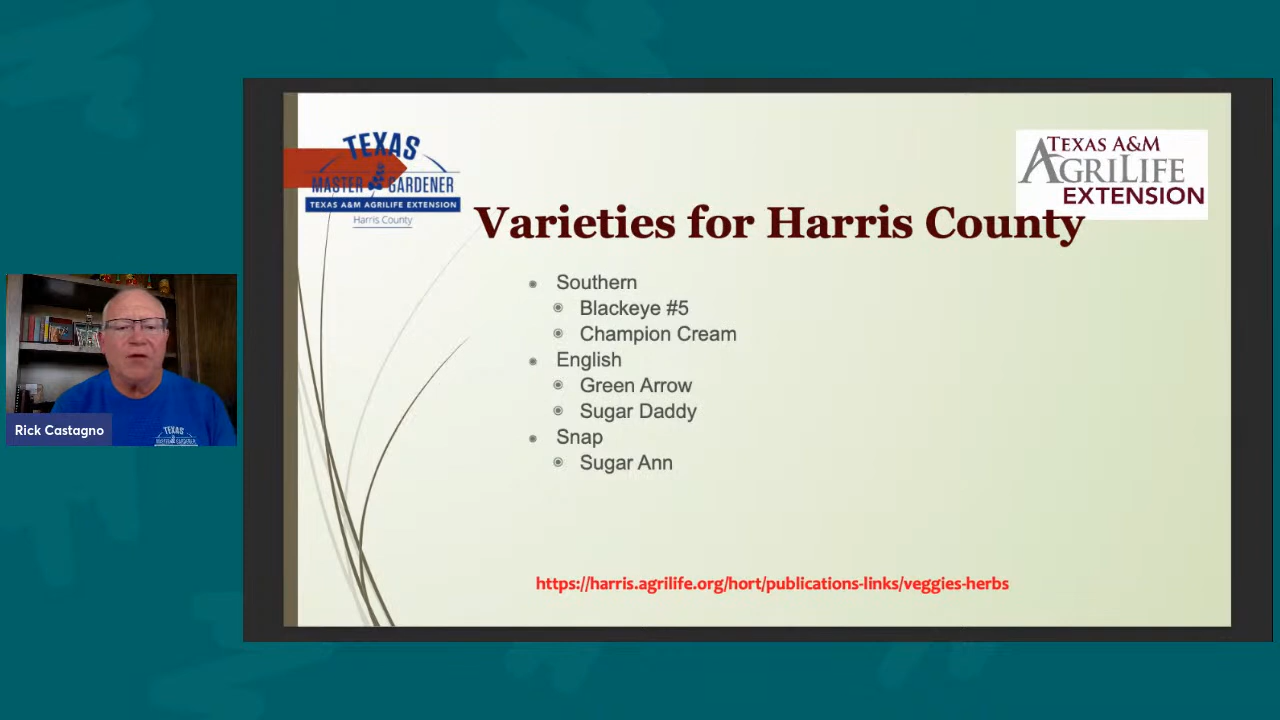 TEXAS
MASTER GARDENER
TEXAS A&M AGRILIFE EXTENSION
Harris County
TEXAS A&M
AGRILIFE
EXTENSION
Varieties for Harris County
Southern
Blackeye #5
Champion Cream
English
Green Arrow
Sugar Daddy
Snap
Sugar Ann
https://harris.agrilife.org/hort/publications-links/veggies-herbs
Rick Castagno
TEXAS